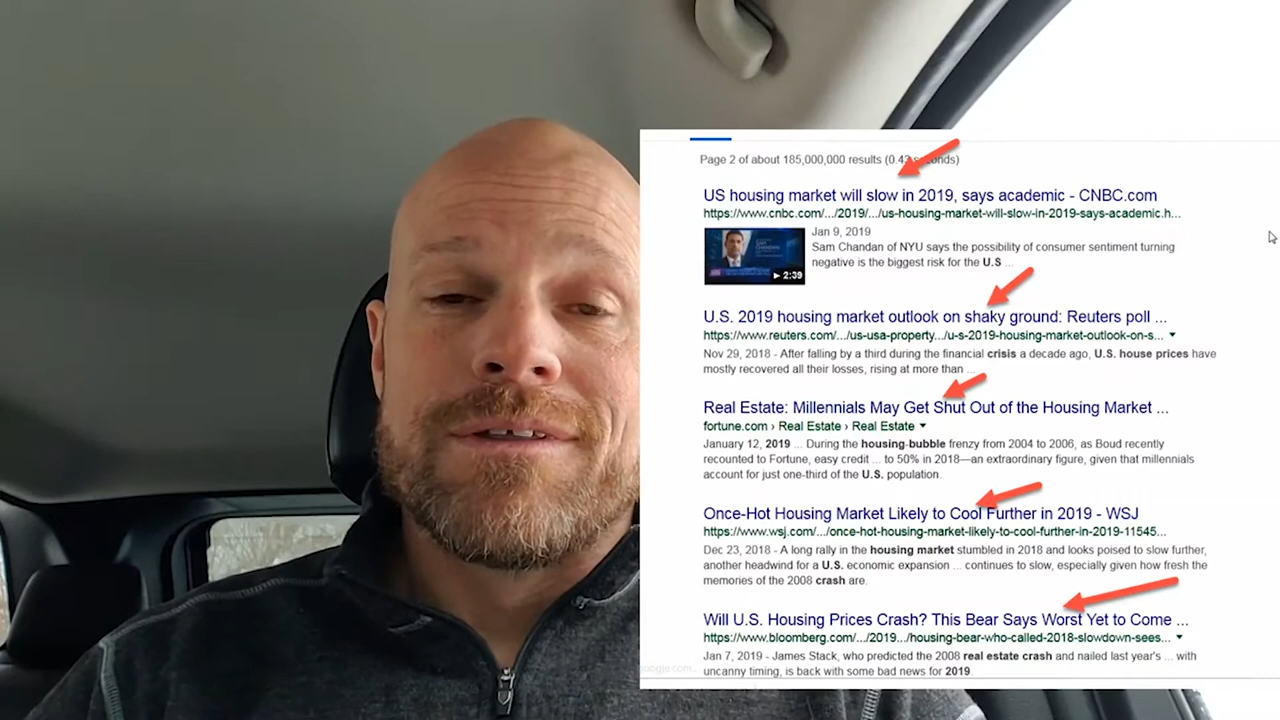 Page 2 of about 185,000,000 results (0.42 seconds)
US housing market will slow in 2019, says academic - CNBC.com
https://www.cnbc.com/.../2019/.../us-housing-market-will-slow-in-2019-says-academic.h...
Jan 9, 2019
Sam Chandan of NYU says the possibility of consumer sentiment turning
negative is the biggest risk for the U.S ...
SAM
CHANDAN
▶ 2:39
U.S. 2019 housing market outlook on shaky ground: Reuters poll ...
https://www.reuters.com/.../us-usa-property.../u-s-2019-housing-market-outlook-on-s...
Nov 29, 2018 - After falling by a third during the financial crisis a decade ago, U.S. house prices have
mostly recovered all their losses, rising at more than ...
Real Estate: Millennials May Get Shut Out of the Housing Market ...
fortune.com › Real Estate › Real Estate
January 12, 2019 ... During the housing-bubble frenzy from 2004 to 2006, as Boud recently
recounted to Fortune, easy credit ... to 50% in 2018—an extraordinary figure, given that millennials
account for just one-third of the U.S. population.
Once-Hot Housing Market Likely to Cool Further in 2019 - WSJ
https://www.wsj.com/.../once-hot-housing-market-likely-to-cool-further-in-2019-11545...
Dec 23, 2018 - A long rally in the housing market stumbled in 2018 and looks poised to slow further,
another headwind for a U.S. economic expansion ... continues to slow, especially given how fresh the
memories of the 2008 crash are.
Will U.S. Housing Prices Crash? This Bear Says Worst Yet to Come ...
https://www.bloomberg.com/.../2019.../housing-bear-who-called-2018-slowdown-sees...
Jan 7, 2019 - James Stack, who predicted the 2008 real estate crash and nailed last year's ... with
uncanny timing, is back with some bad news for 2019.